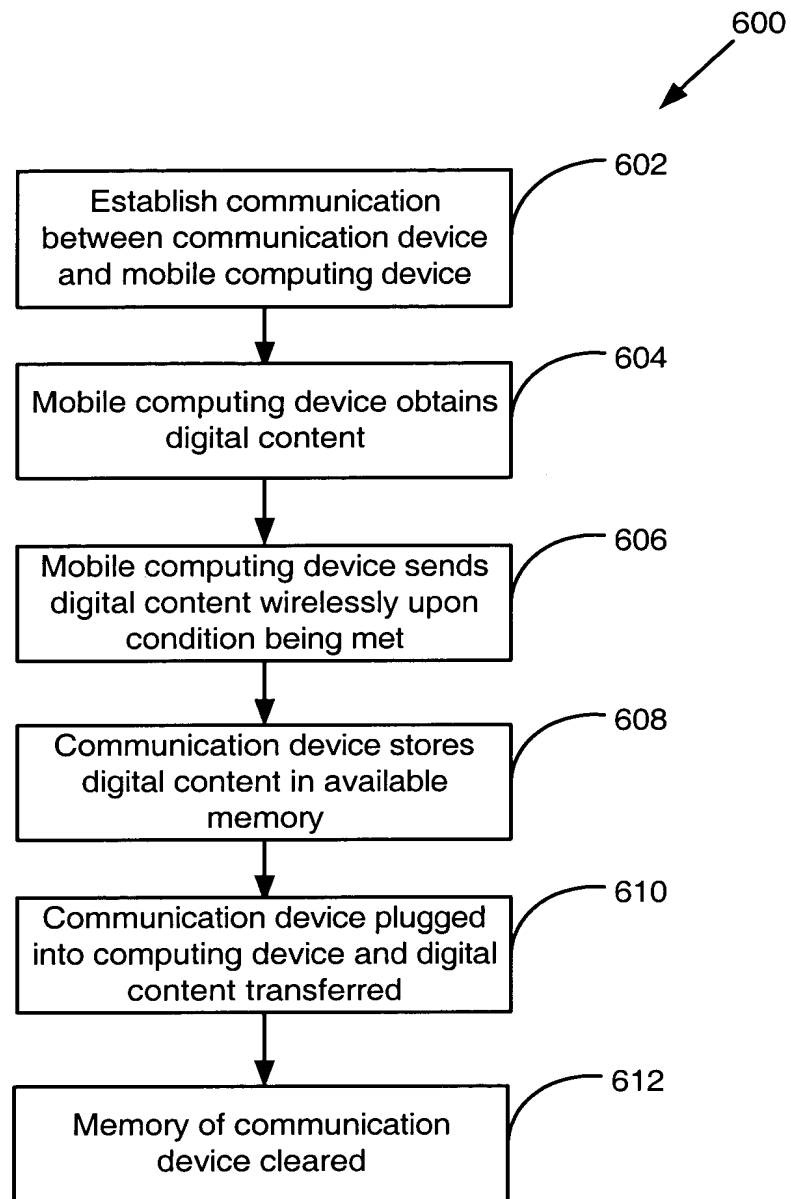 600
602
Establish communication
between communication device
and mobile computing device
604
Mobile computing device obtains
digital content
606
Mobile computing device sends
digital content wirelessly upon
condition being met
608
Communication device stores
digital content in available
memory
610
Communication device plugged
into computing device and digital
content transferred
612
Memory of communication
device cleared